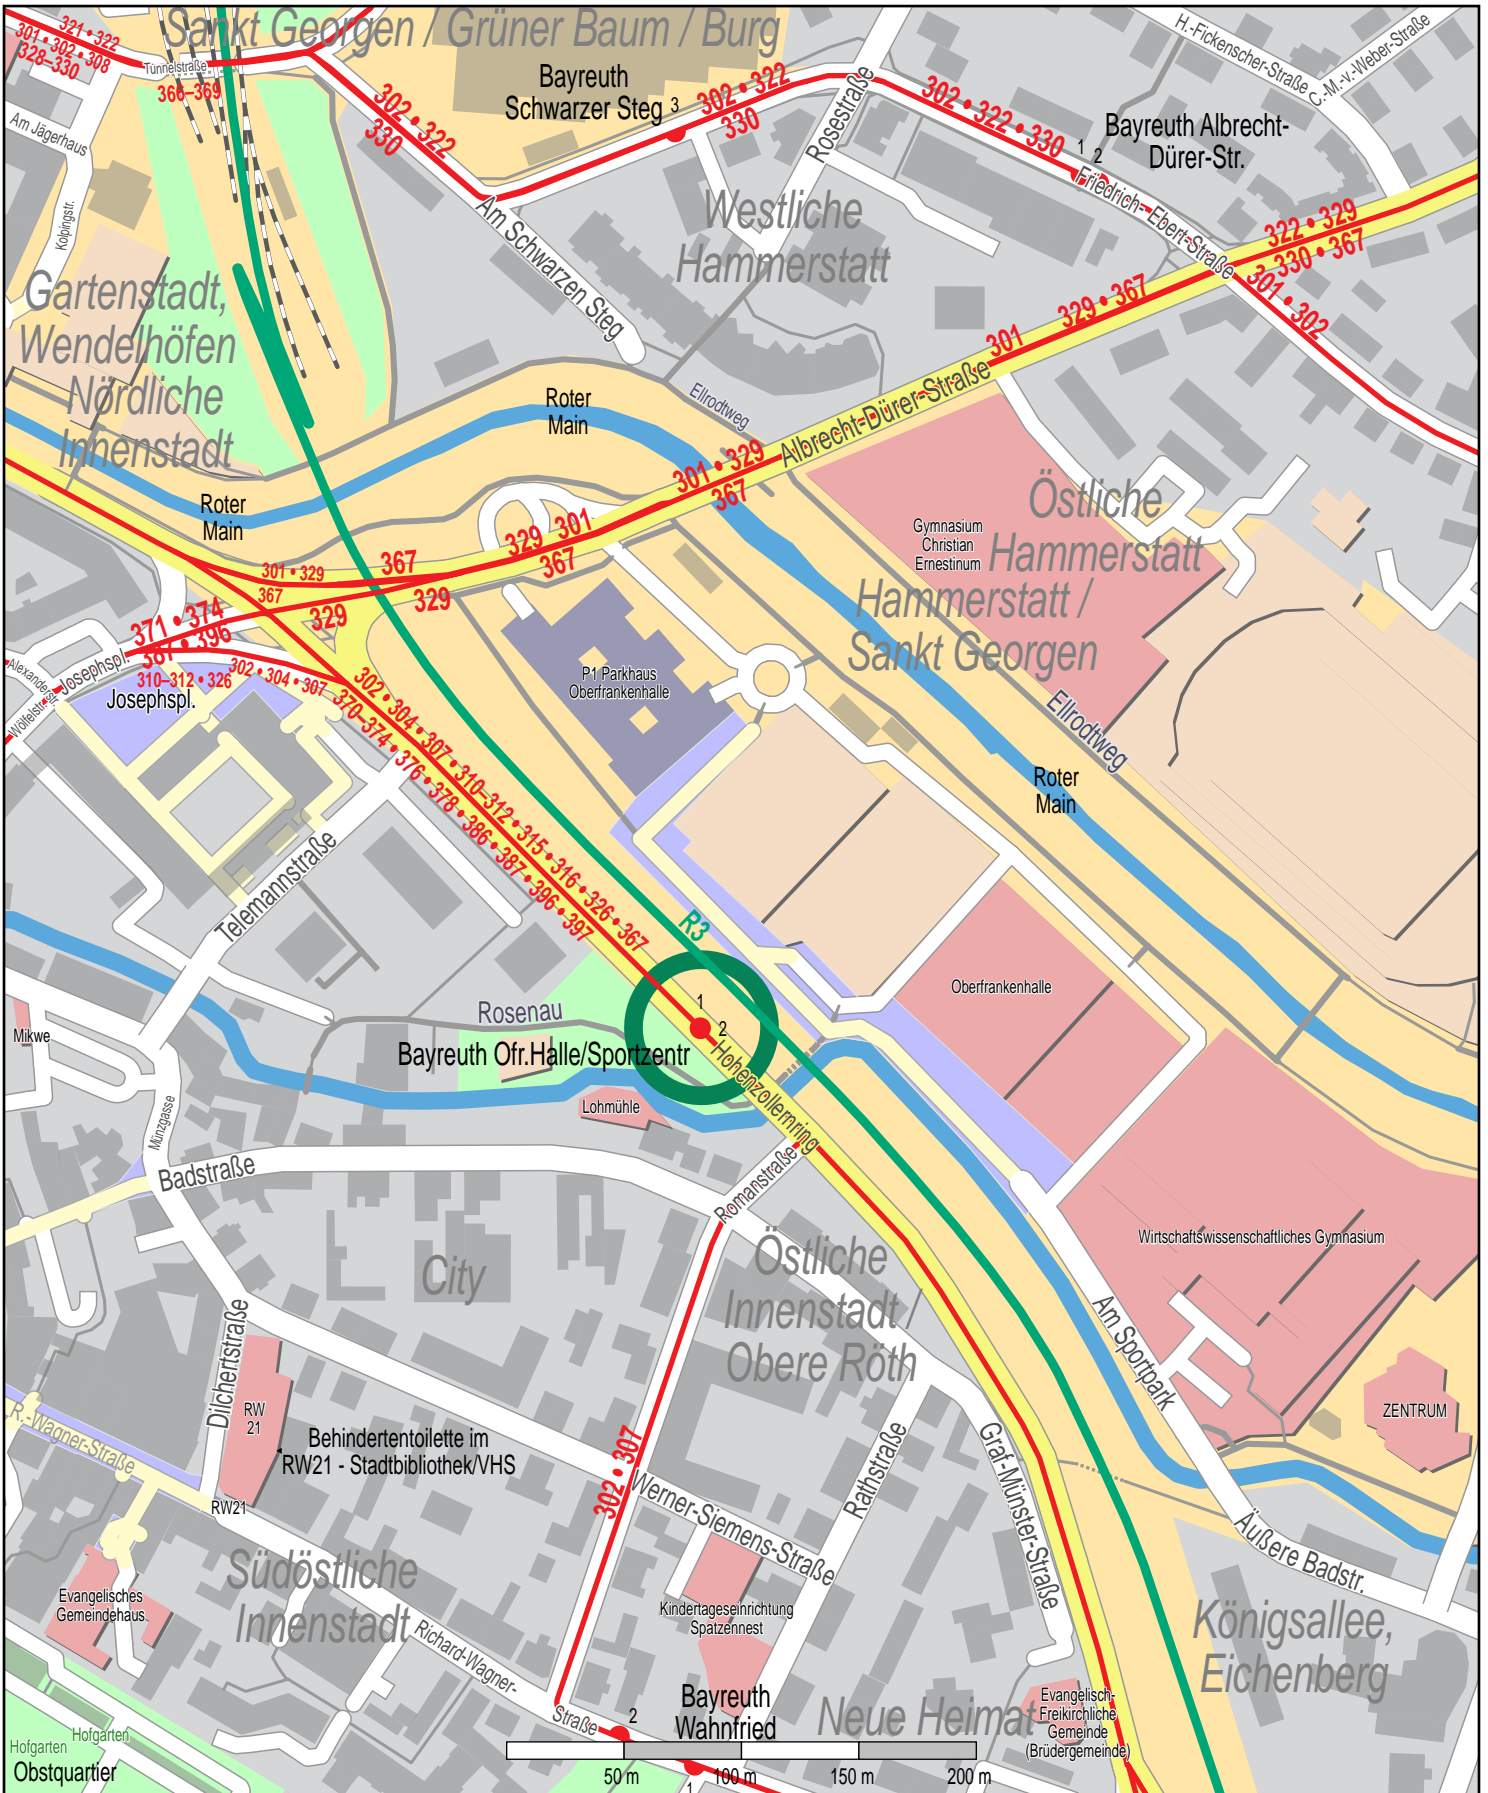 Sankt Georgen / Grüner Baum / Burg
321 • 322
301 • 302 • 308
328–330
Tunnelstraße
366–369
Am Jägerhaus
Kolpingstr.
302 • 322
330
Bayreuth
Schwarzer Steg
3
302 • 322
330
Rosestraße
302 • 322 • 330
1
2
Bayreuth Albrecht-
Dürer-Str.
H.-Fickenscher-Straße
C.-M.-v.-Weber-Straße
Friedrich-Ebert-Straße
322 • 329
330 • 367
301 • 302
Westliche
Hammerstatt
Am Schwarzen Steg
Gartenstadt,
Wendelhöfen
Nördliche
Innenstadt
Roter
Main
Roter
Main
Ellrodtweg
Albrecht-Dürer-Straße
301
329 • 367
301 • 329
367
329
301
367
Gymnasium
Christian
Ernestinum
Östliche
Hammerstatt
Hammerstatt /
Sankt Georgen
301 • 329
367
367
329
329
371 • 374
387 • 396
310–312 • 326
302 • 304 • 307
Josephspl.
Josephspl.
Alexanderstr.
Wölfelstr.
P1 Parkhaus
Oberfrankenhalle
Ellrodtweg
Roter
Main
302 • 304 • 307 • 310–312 • 315 • 316 • 326 • 367
370–374 • 376 • 378 • 386 • 387 • 396 • 397
R3
Telemannstraße
Oberfrankenhalle
Rosenau
1
2
Bayreuth Ofr.Halle/Sportzentr
Hohenzollernring
Mikwe
Lohmühle
Münzgasse
Badstraße
Romanstraße
Wirtschaftswissenschaftliches Gymnasium
City
Östliche
Innenstadt /
Obere Röth
Am Sportpark
Dilchertstraße
RW
21
Behindertentoilette im
RW21 - Stadtbibliothek/VHS
R.-Wagner-Straße
RW21
302 • 307
Werner-Siemens-Straße
Rathstraße
Graf-Münster-Straße
ZENTRUM
Äußere Badstr.
Südöstliche
Innenstadt
Evangelisches
Gemeindehaus
Kindertageseinrichtung
Spatzennest
Königsallee,
Eichenberg
Richard-Wagner-
Straße
2
Bayreuth
Wahnfried
1
Neue Heimat
Evangelisch-
Freikirchliche
Gemeinde
(Brüdergemeinde)
Hofgarten
Hofgarten
Obstquartier
50 m
100 m
150 m
200 m